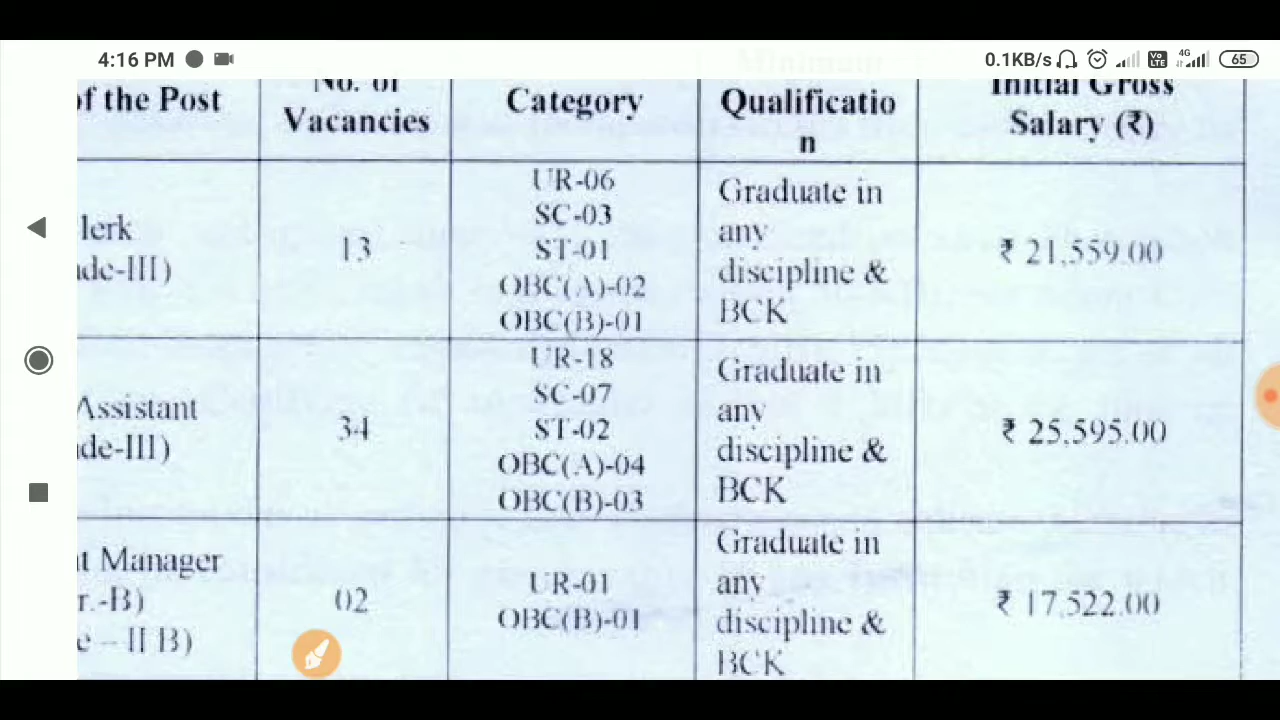 4:16 PM
0.1KB/s
Vo LTE
4G
65
of the Post
No. of
Vacancies
Category
Qualificatio
n
Initial Gross
Salary (₹)
lerk
de-III)
13
UR-06
SC-03
ST-01
OBC(A)-02
OBC(B)-01
Graduate in
any
discipline &
BCK
₹ 21,559.00
Assistant
de-III)
34
UR-18
SC-07
ST-02
OBC(A)-04
OBC(B)-03
Graduate in
any
discipline &
BCK
₹ 25,595.00
t Manager
r.-B)
e – II B)
02
UR-01
OBC(B)-01
Graduate in
any
discipline &
BCK
₹ 17,522.00